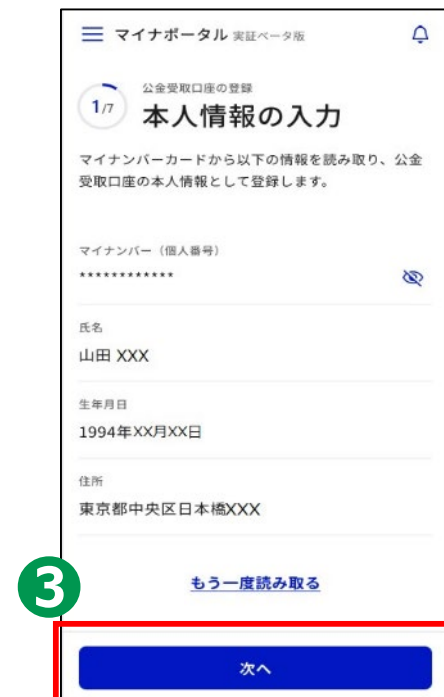 マイナポータル 実証ベータ版
公金受取口座の登録
1/7
本人情報の入力
マイナンバーカードから以下の情報を読み取り、公金
受取口座の本人情報として登録します。
マイナンバー（個人番号）
************
氏名
山田 XXX
生年月日
1994年XX月XX日
住所
東京都中央区日本橋XXX
もう一度読み取る
3
次へ